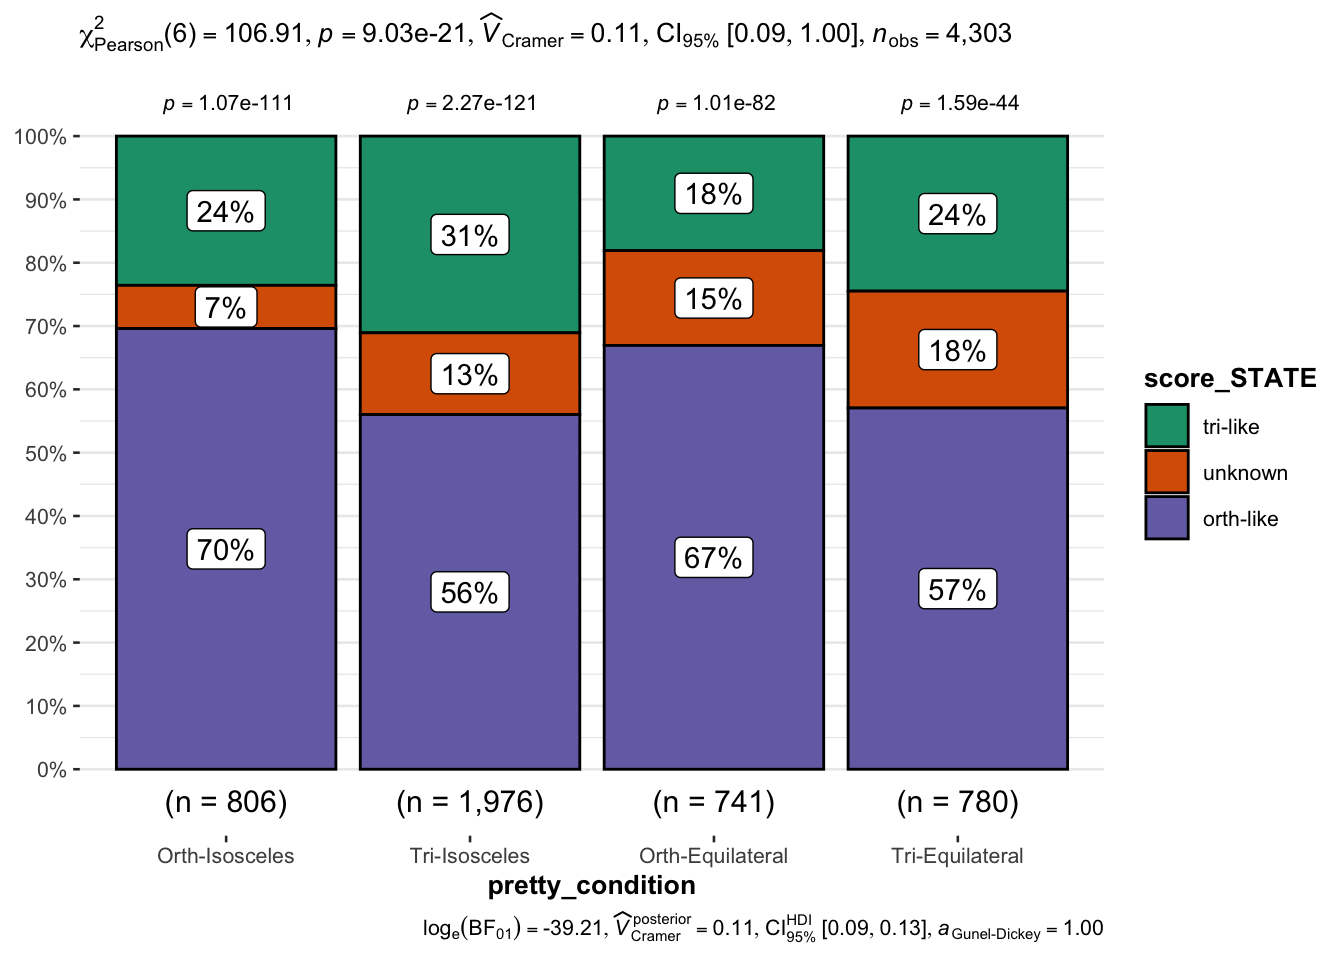 χ²Pearson(6) = 106.91, p = 9.03e-21, V̂Cramer = 0.11, CI95% [0.09, 1.00], nobs = 4,303
p = 1.07e-111 p = 2.27e-121 p = 1.01e-82 p = 1.59e-44
100%
90%
80%
70%
60%
50%
40%
30%
20%
10%
0%
24% 31% 18% 24%
7% 13% 15% 18%
70% 56% 67% 57%
(n = 806) (n = 1,976) (n = 741) (n = 780)
Orth-Isosceles Tri-Isosceles Orth-Equilateral Tri-Equilateral
pretty_condition
score_STATE
tri-like
unknown
orth-like
loge(BF01) = -39.21, V̂posteriorCramer = 0.11, CIHDI95% [0.09, 0.13], aGunel-Dickey = 1.00